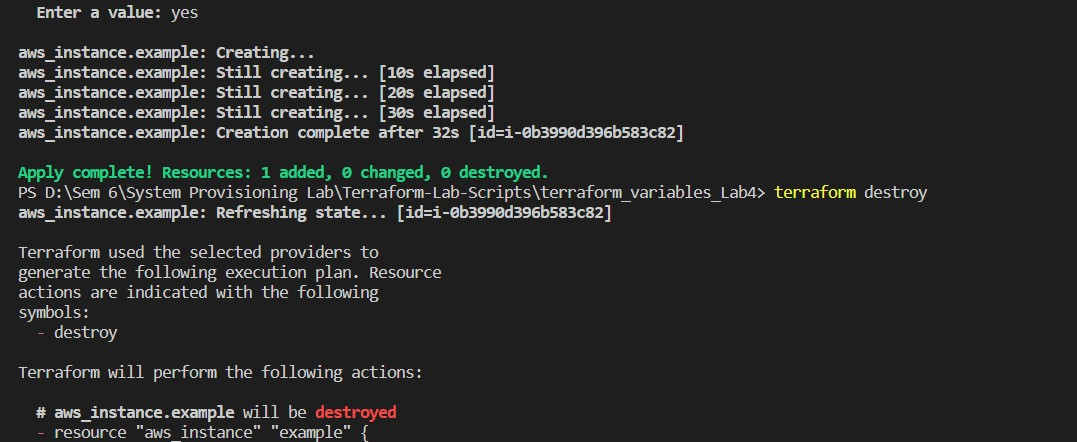 Enter a value: yes
aws_instance.example: Creating...
aws_instance.example: Still creating... [10s elapsed]
aws_instance.example: Still creating... [20s elapsed]
aws_instance.example: Still creating... [30s elapsed]
aws_instance.example: Creation complete after 32s [id=i-0b3990d396b583c82]
Apply complete! Resources: 1 added, 0 changed, 0 destroyed.
PS D:\Sem 6\System Provisioning Lab\Terraform-Lab-Scripts\terraform_variables_Lab4> terraform destroy
aws_instance.example: Refreshing state... [id=i-0b3990d396b583c82]
Terraform used the selected providers to
generate the following execution plan. Resource
actions are indicated with the following
symbols:
- destroy
Terraform will perform the following actions:
# aws_instance.example will be destroyed
- resource "aws_instance" "example" {